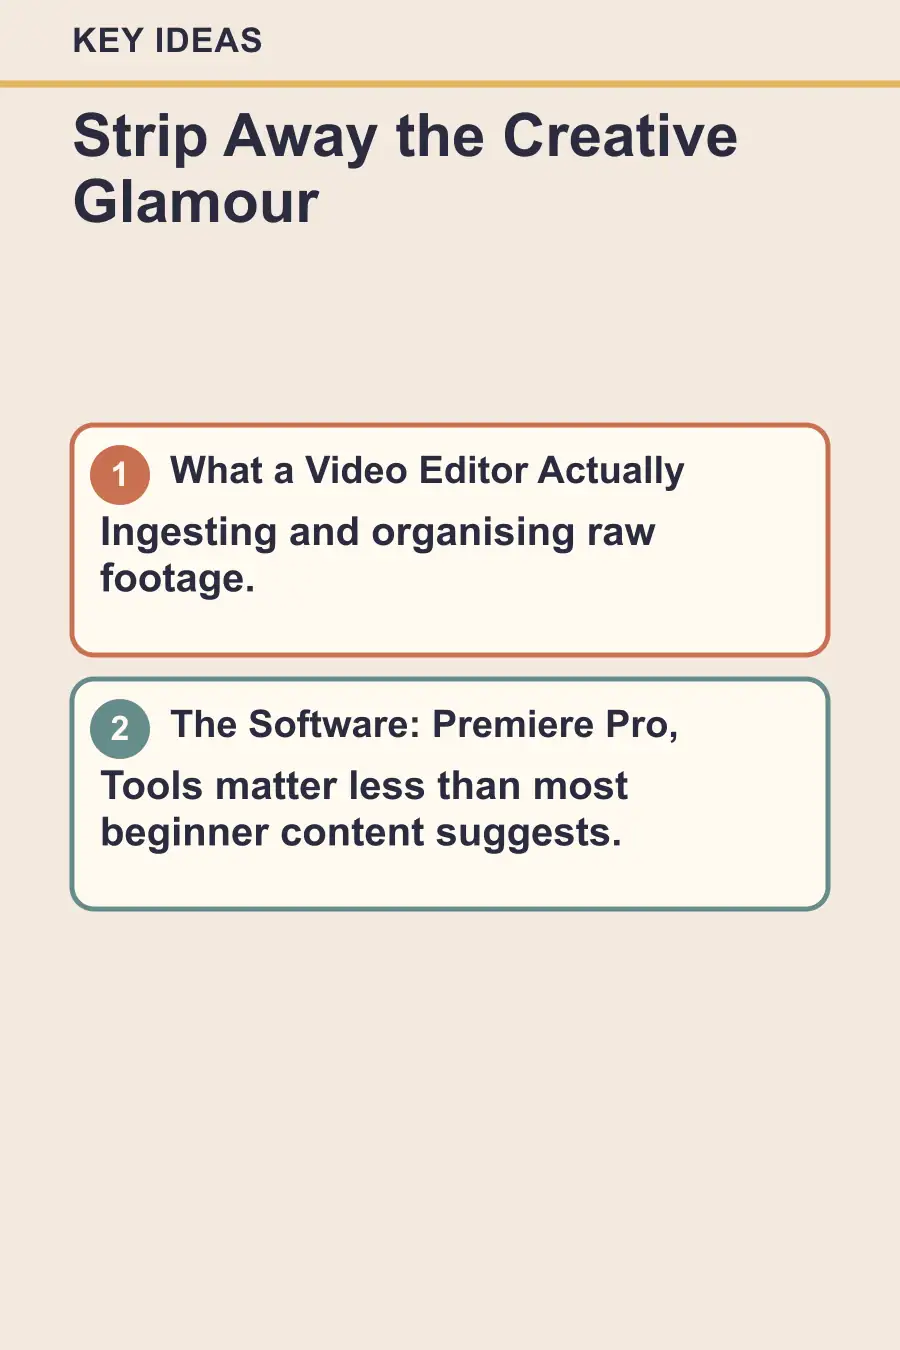 KEY IDEAS
Strip Away the Creative
Glamour
1 What a Video Editor Actually
Ingesting and organising raw
footage.
2 The Software: Premiere Pro,
Tools matter less than most
beginner content suggests.